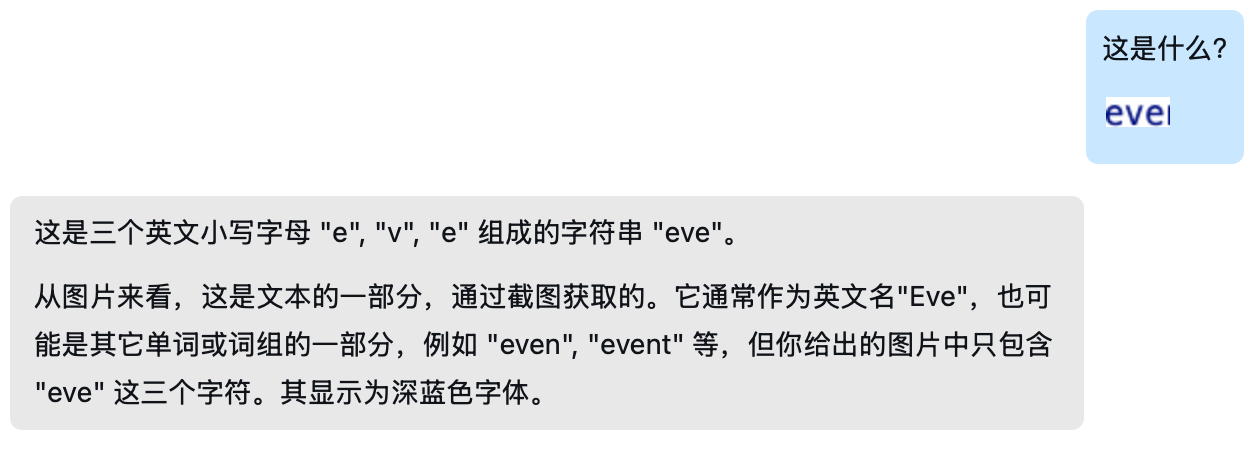 这是什么?
eve
这是三个英文小写字母 "e", "v", "e" 组成的字符串 "eve"。
从图片来看，这是文本的一部分，通过截图获取的。它通常作为英文名"Eve"，也可
能是其它单词或词组的一部分，例如 "even", "event" 等，但你给出的图片中只包含
"eve" 这三个字符。其显示为深蓝色字体。